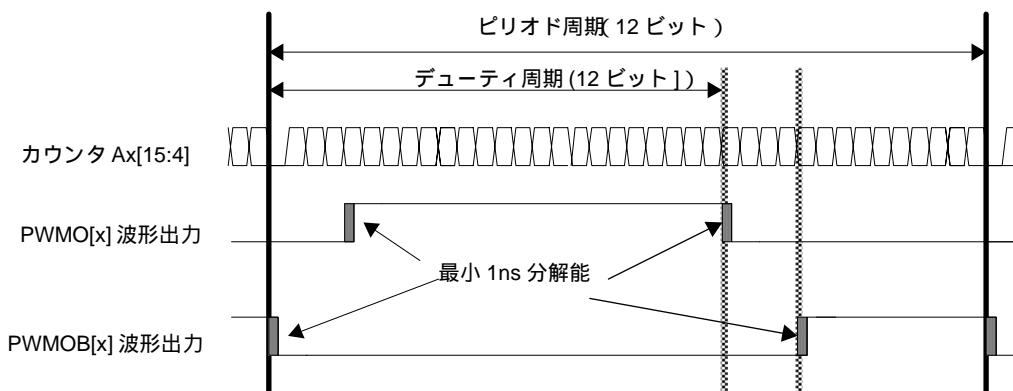 ピリオド周期( 12 ビット )
デューティ周期 (12 ビット ] )
カウンタ Ax[15:4]
PWMO[x] 波形出力
最小 1ns 分解能
PWMOB[x] 波形出力